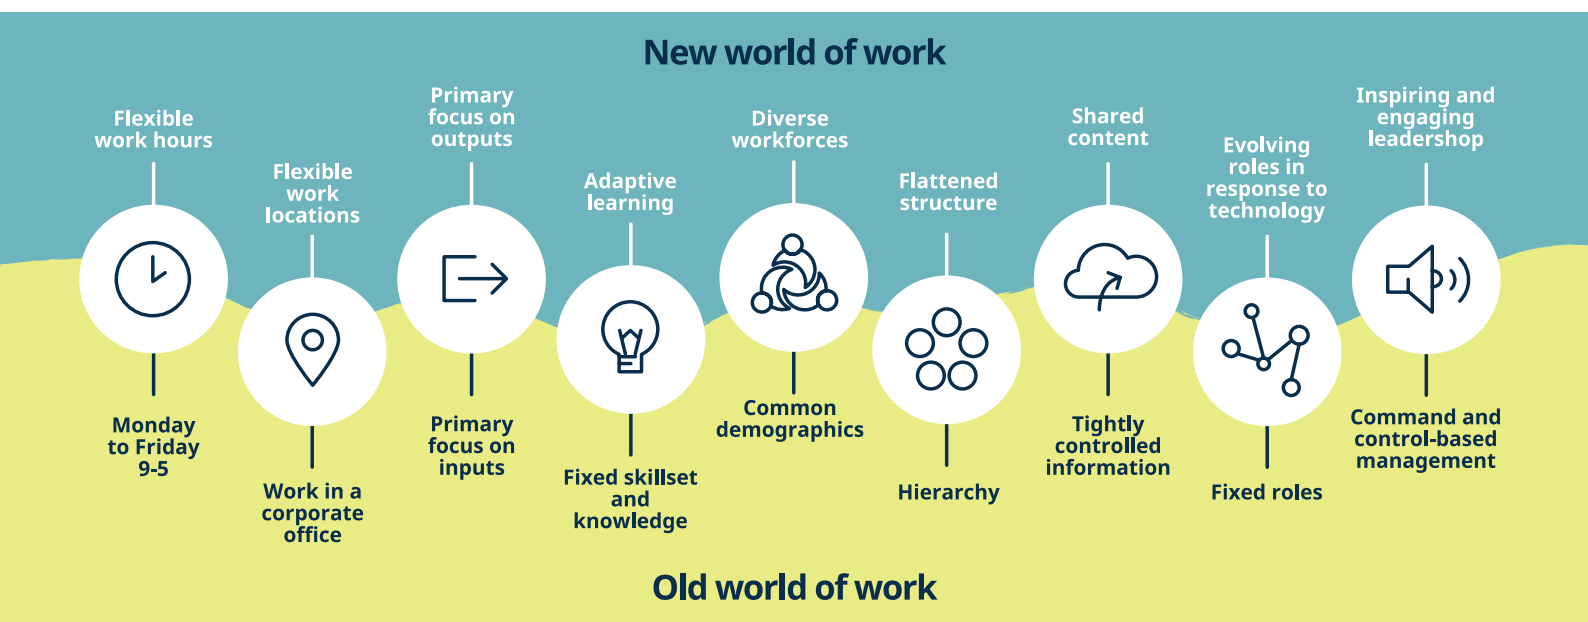 New world of work
Flexible
work hours
Flexible
work
locations
Primary
focus on
outputs
Adaptive
learning
Diverse
workforces
Flattened
structure
Shared
content
Evolving
roles in
response to
technology
Inspiring and
engaging
leadershop
Monday
to Friday
9-5
Work in a
corporate
office
Primary
focus on
inputs
Fixed skillset
and
knowledge
Common
demographics
Hierarchy
Tightly
controlled
information
Fixed roles
Command and
control-based
management
Old world of work